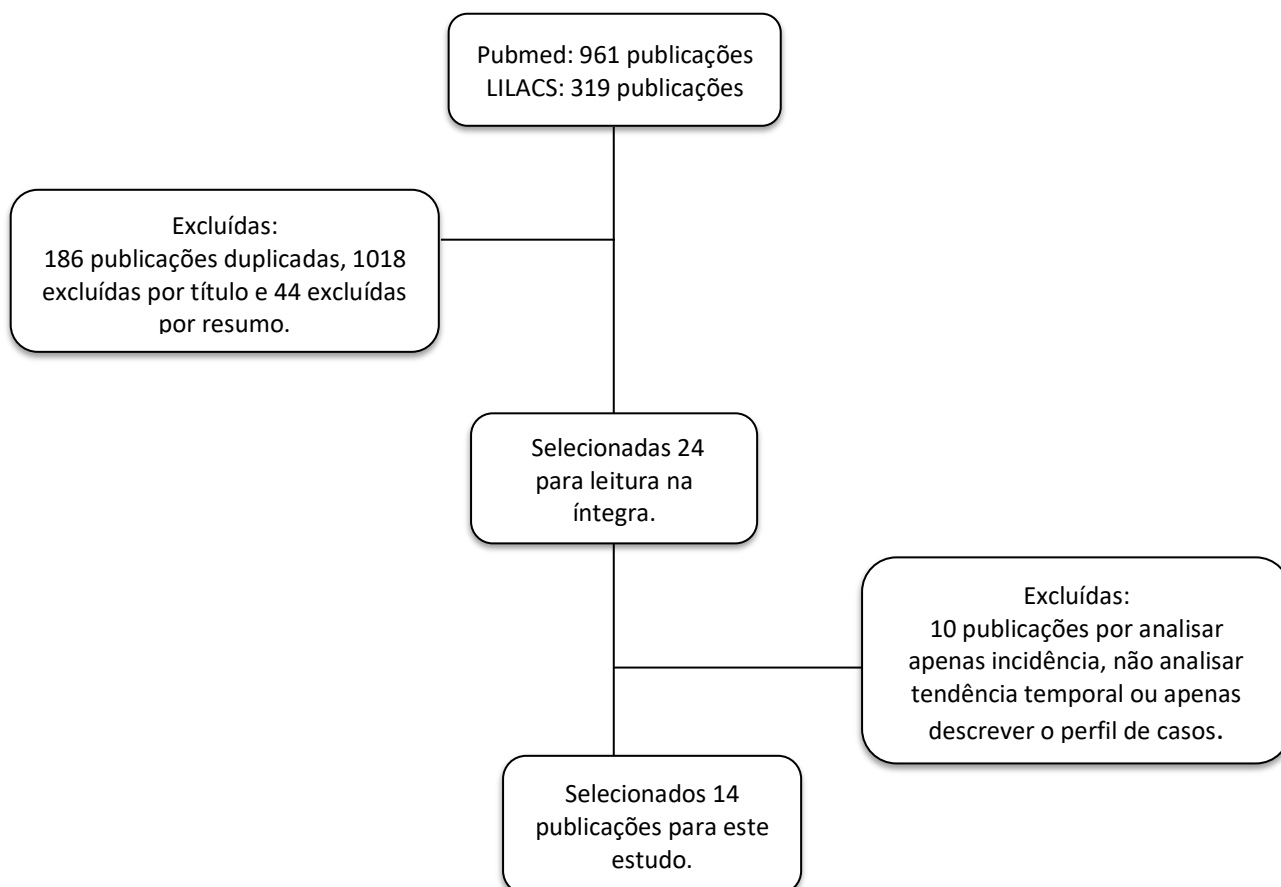 Pubmed: 961 publicações
LILACS: 319 publicações
Excluídas:
186 publicações duplicadas, 1018
excluídas por título e 44 excluídas
por resumo.
Selecionadas 24
para leitura na
íntegra.
Excluídas:
10 publicações por analisar
apenas incidência, não analisar
tendência temporal ou apenas
descrever o perfil de casos.
Selecionados 14
publicações para este
estudo.